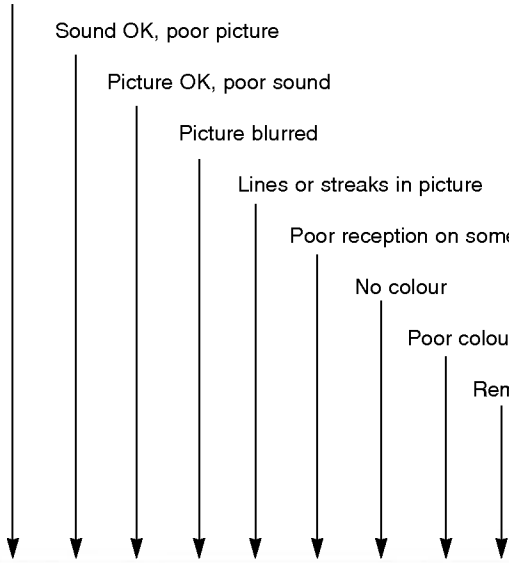 Sound OK, poor picture
Picture OK, poor sound
Picture blurred
Lines or streaks in picture
Poor reception on some
No colour
Poor colou
Rem